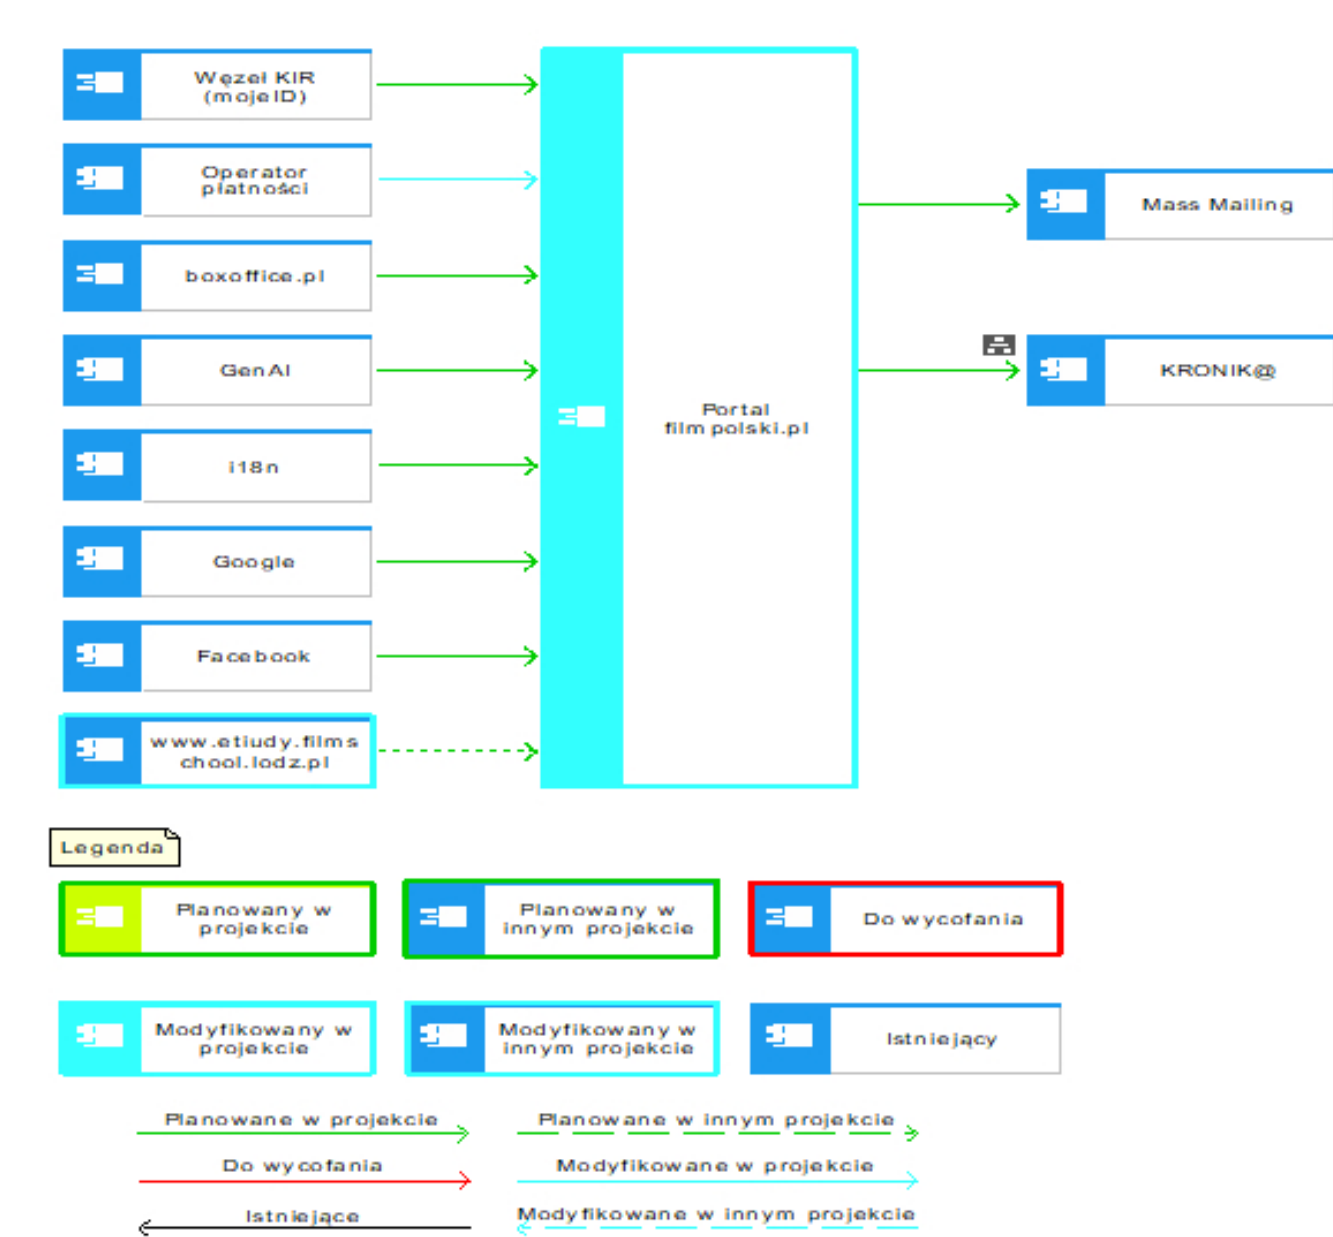 Węzeł KIR
(mojeID)
Operator
płatności
boxoffice.pl
GenAI
i18n
Google
Facebook
www.etiudy.films
chool.lodz.pl
Portal
filmpolski.pl
Mass Mailing
KRONIK@
Legenda
Planowany w
projekcie
Planowany w
innym projekcie
Do wycofania
Modyfikowany w
projekcie
Modyfikowany w
innym projekcie
Istniejący
Planowane w projekcie
Planowane w innym projekcie
Do wycofania
Modyfikowane w projekcie
Istniejące
Modyfikowane w innym projekcie